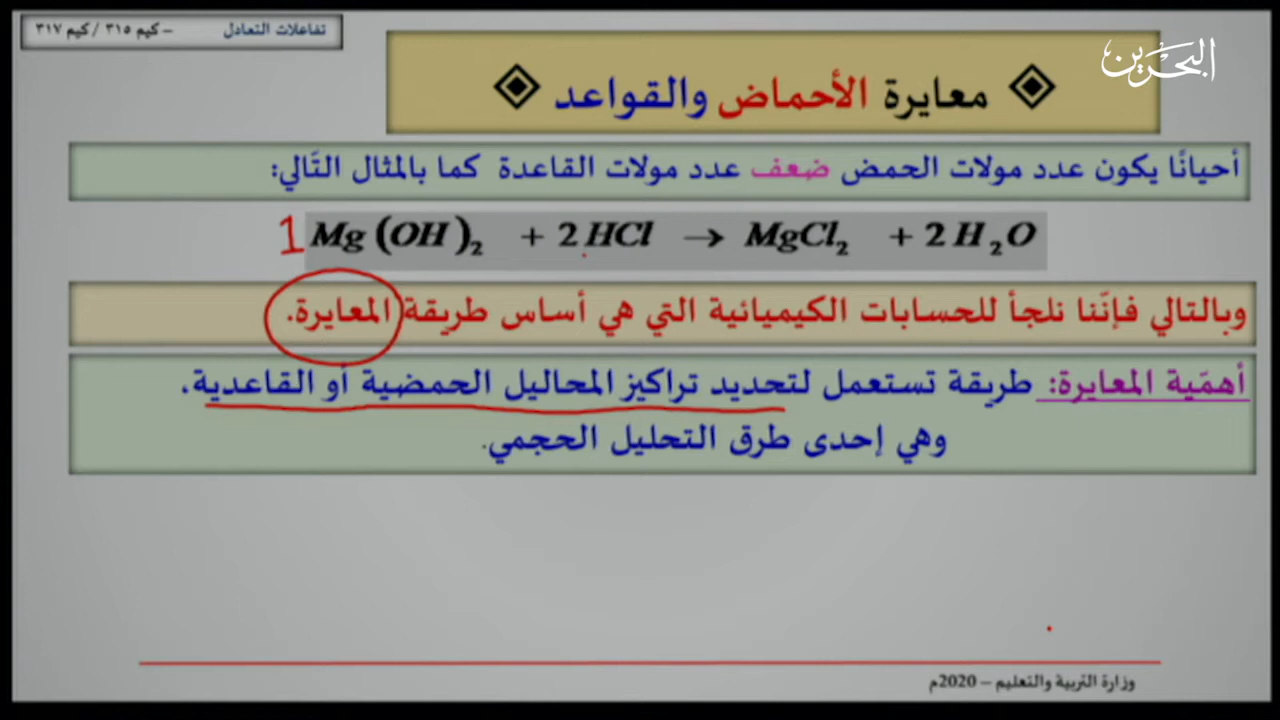 تفاعلات التعادل – كيم ٣١٥ / كيم ٣١٧
البحرين
معايرة الأحماض والقواعد
أحيانًا يكون عدد مولات الحمض ضعف عدد مولات القاعدة كما بالمثال التّالي:
1 Mg(OH)₂ + 2HCl → MgCl₂ + 2H₂O
وبالتالي فإنّنا نلجأ للحسابات الكيميائية التي هي أساس طريقة المعايرة.
أهمّية المعايرة: طريقة تستعمل لتحديد تراكيز المحاليل الحمضية أو القاعدية،
وهي إحدى طرق التحليل الحجمي.
وزارة التربية والتعليم – 2020م